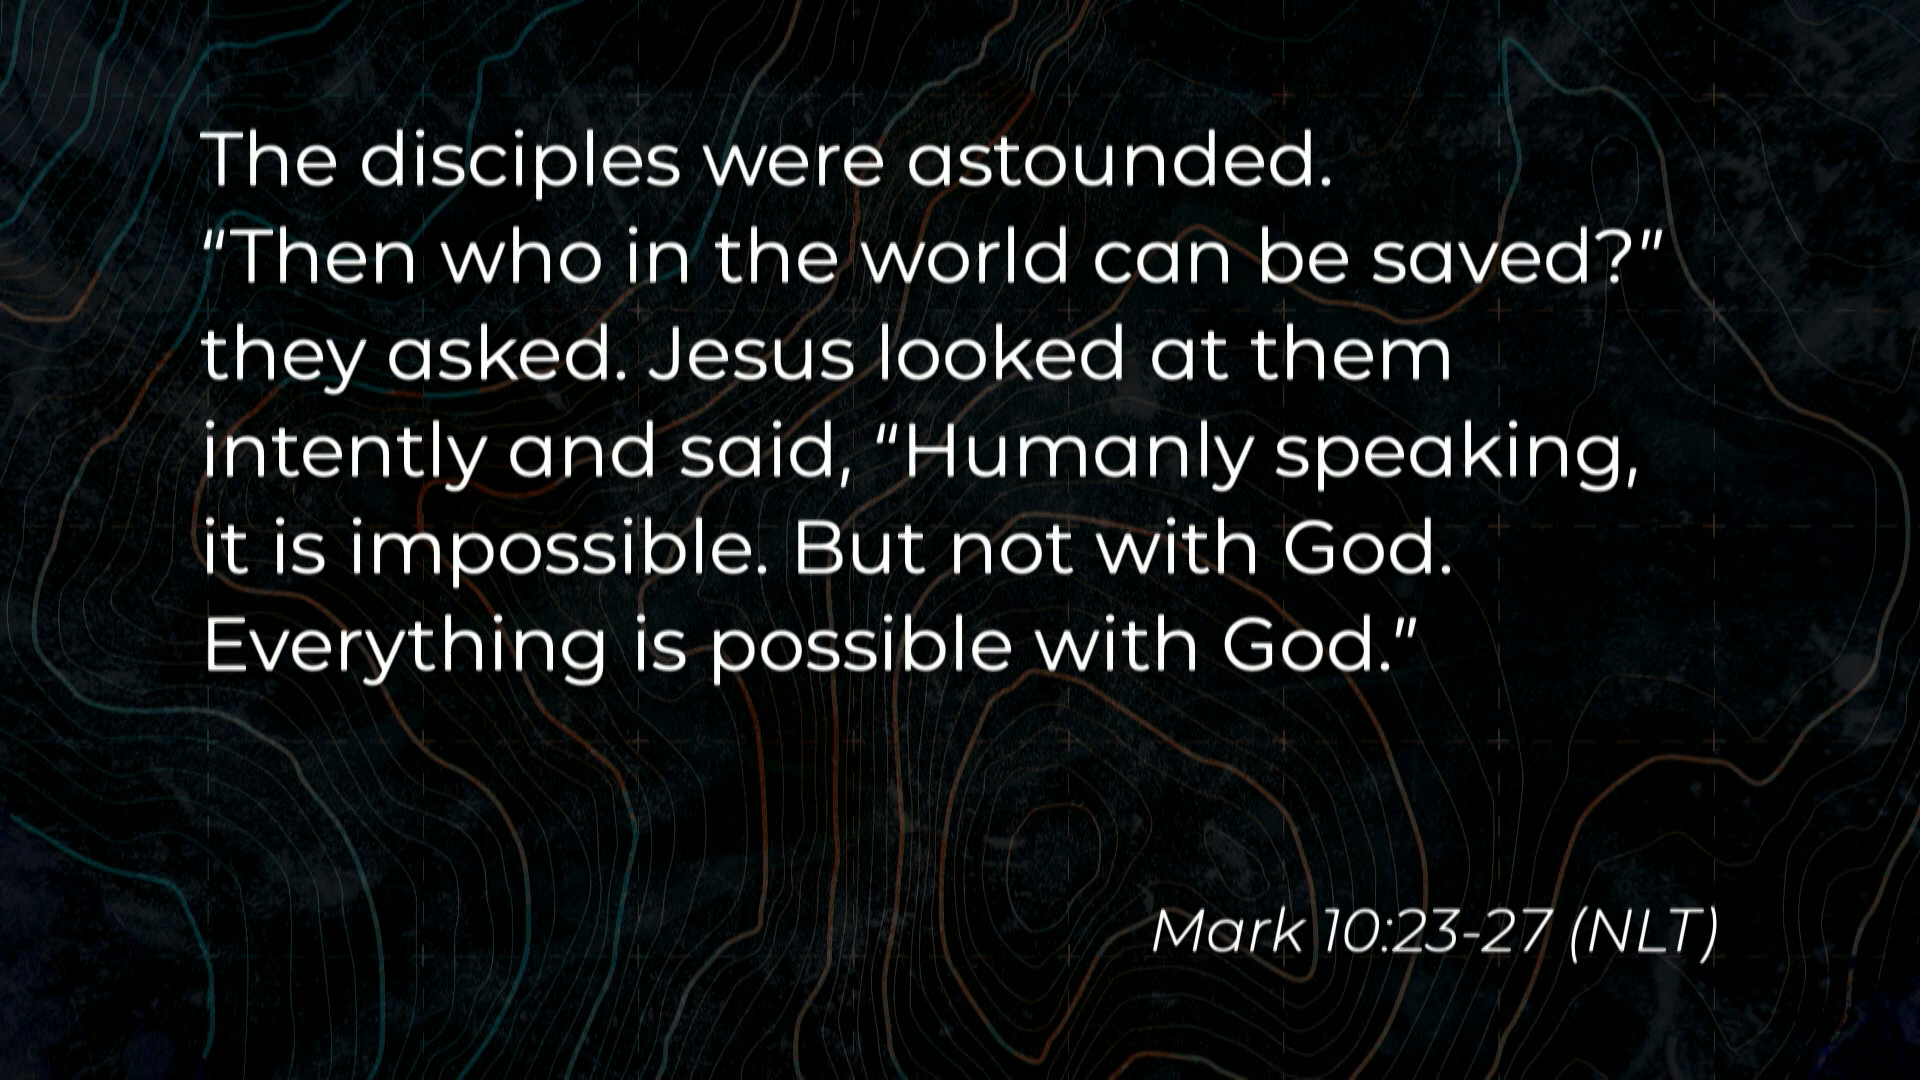 The disciples were astounded.
“Then who in the world can be saved?”
they asked. Jesus looked at them
intently and said, “Humanly speaking,
it is impossible. But not with God.
Everything is possible with God.”
Mark 10:23-27 (NLT)